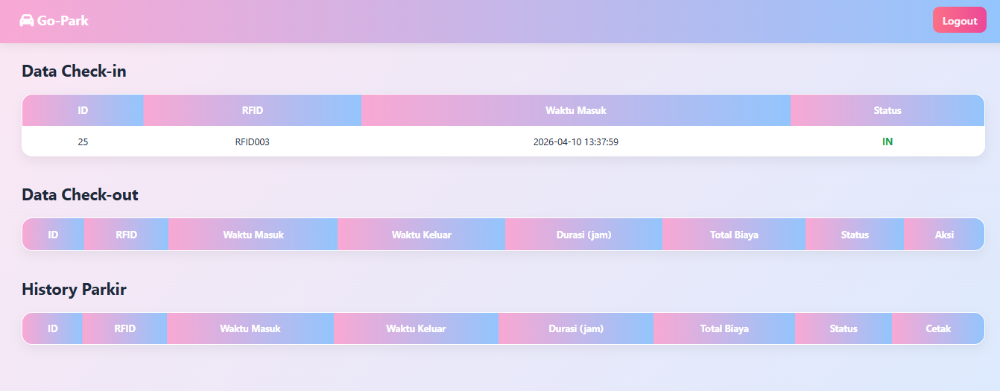 Go-Park Logout
Data Check-in
ID RFID Waktu Masuk Status
25 RFID003 2026-04-10 13:37:59 IN
Data Check-out
ID RFID Waktu Masuk Waktu Keluar Durasi (jam) Total Biaya Status Aksi
History Parkir
ID RFID Waktu Masuk Waktu Keluar Durasi (jam) Total Biaya Status Cetak